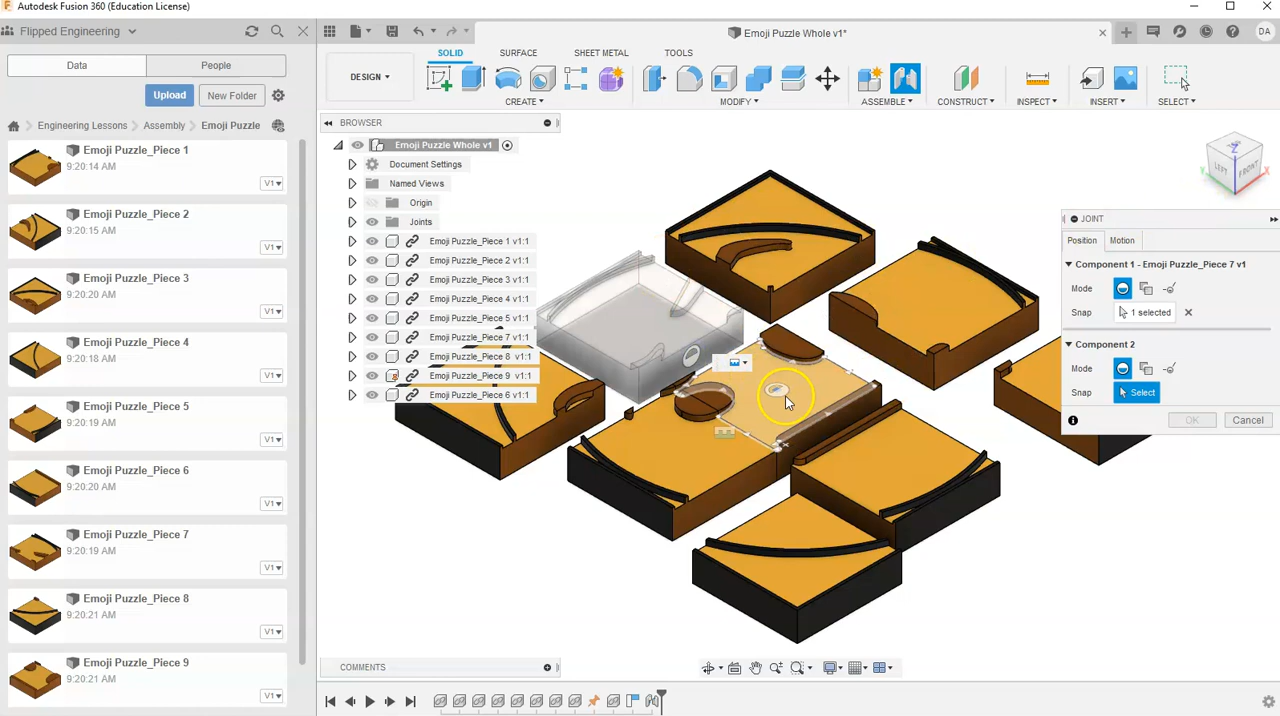 Autodesk Fusion 360 (Education License)
Flipped Engineering
Emoji Puzzle Whole v1*
DA
Data
People
SOLID
SURFACE
SHEET METAL
TOOLS
DESIGN
CREATE
MODIFY
ASSEMBLE
CONSTRUCT
INSPECT
INSERT
SELECT
Upload
New Folder
Engineering Lessons
Assembly
Emoji Puzzle
BROWSER
Emoji Puzzle Whole v1
Document Settings
Named Views
Origin
Joints
Emoji Puzzle_Piece 1 v1:1
Emoji Puzzle_Piece 2 v1:1
Emoji Puzzle_Piece 3 v1:1
Emoji Puzzle_Piece 4 v1:1
Emoji Puzzle_Piece 5 v1:1
Emoji Puzzle_Piece 7 v1:1
Emoji Puzzle_Piece 8 v1:1
Emoji Puzzle_Piece 9 v1:1
Emoji Puzzle_Piece 6 v1:1
Emoji Puzzle_Piece 1
9:20:14 AM
V1
Emoji Puzzle_Piece 2
9:20:15 AM
V1
Emoji Puzzle_Piece 3
9:20:20 AM
V1
Emoji Puzzle_Piece 4
9:20:18 AM
V1
Emoji Puzzle_Piece 5
9:20:19 AM
V1
Emoji Puzzle_Piece 6
9:20:20 AM
V1
Emoji Puzzle_Piece 7
9:20:19 AM
V1
Emoji Puzzle_Piece 8
9:20:21 AM
V1
Emoji Puzzle_Piece 9
9:20:21 AM
V1
Z
LEFT
FRONT
X
Y
JOINT
Position
Motion
Component 1 - Emoji Puzzle_Piece 7 v1
Mode
Snap
1 selected
Component 2
Mode
Snap
Select
OK
Cancel
COMMENTS